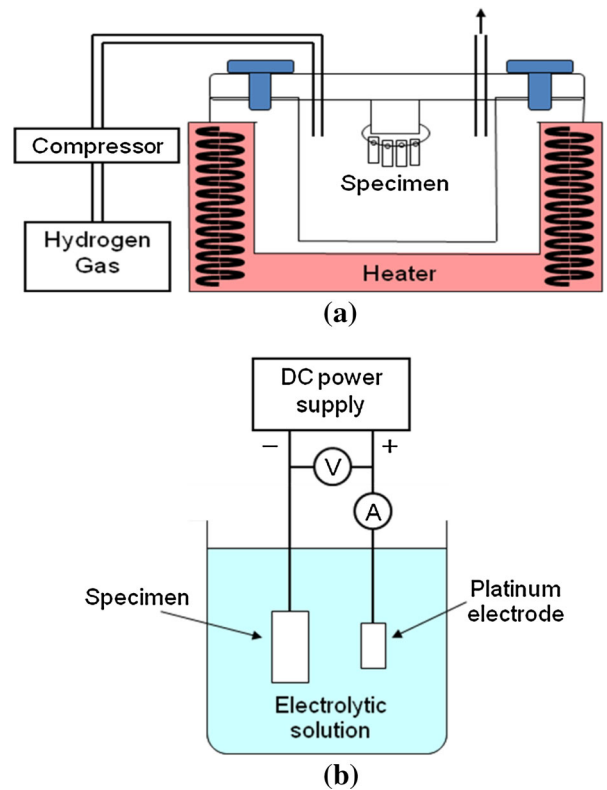 Compressor
Hydrogen
Gas
Specimen
Heater
(a)
DC power
supply
– +
V
A
Specimen
Platinum
electrode
Electrolytic
solution
(b)